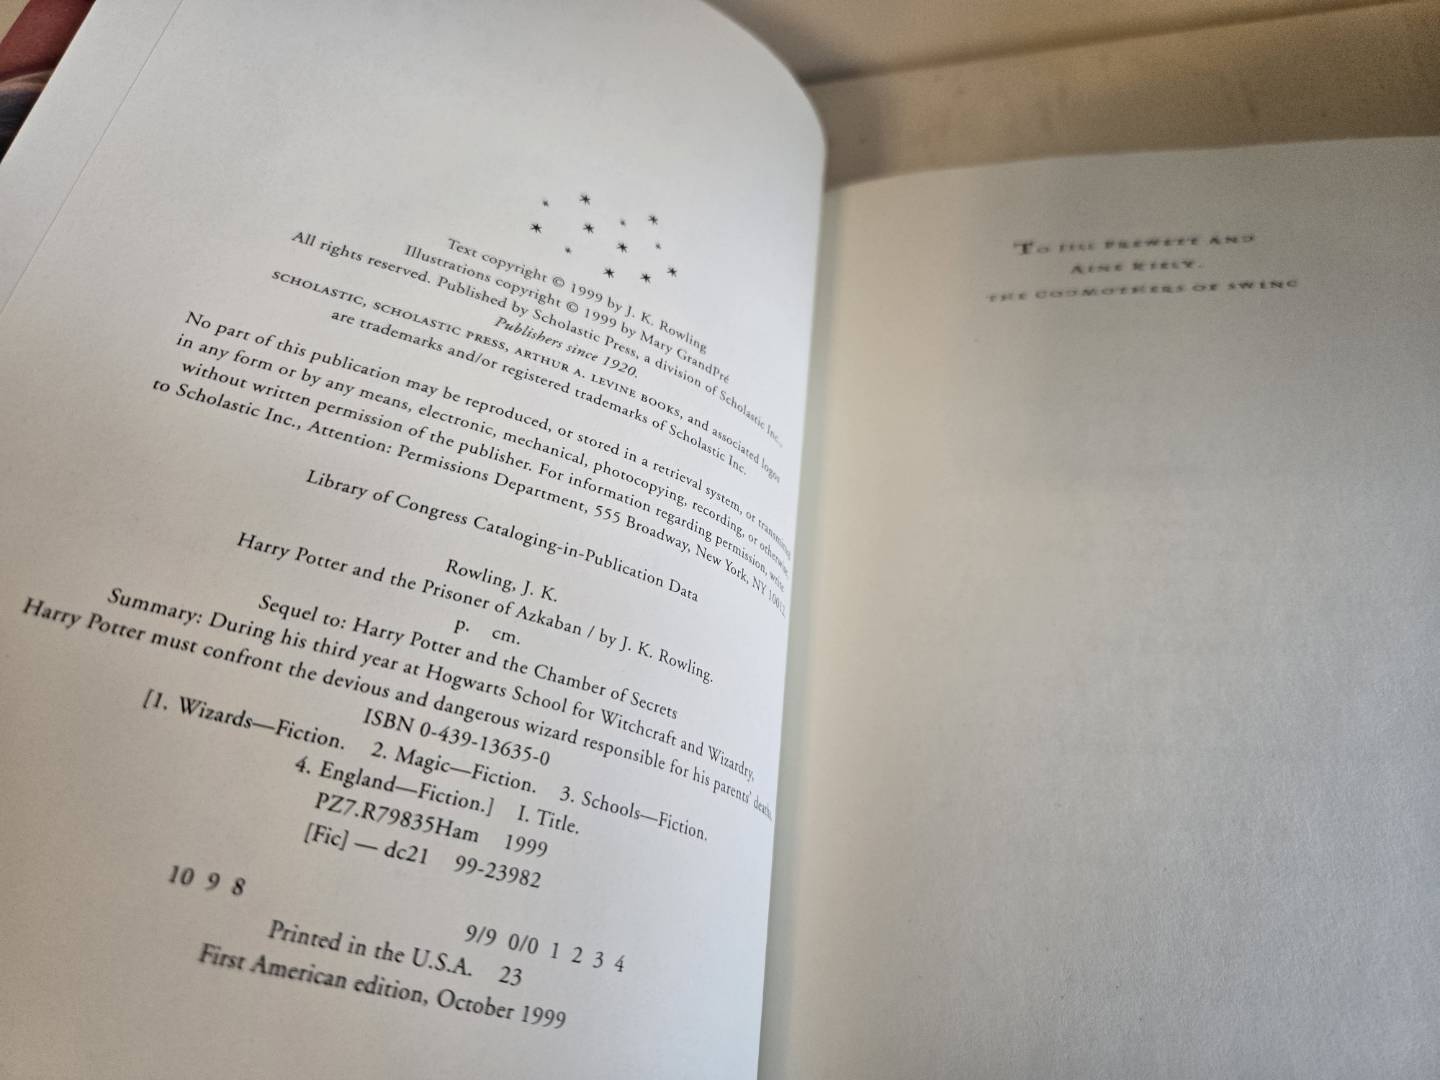 Text copyright © 1999 by J. K. Rowling
Illustrations copyright © 1999 by Mary GrandPré
All rights reserved. Published by Scholastic Press, a division of Scholastic Inc.,
Publishers since 1920.
SCHOLASTIC, SCHOLASTIC PRESS, ARTHUR A. LEVINE BOOKS, and associated logos
are trademarks and/or registered trademarks of Scholastic Inc.
No part of this publication may be reproduced, or stored in a retrieval system, or transmitted
in any form or by any means, electronic, mechanical, photocopying, recording, or otherwise,
without written permission of the publisher. For information regarding permission, write
to Scholastic Inc., Attention: Permissions Department, 555 Broadway, New York, NY 10012.
Library of Congress Cataloging-in-Publication Data
Rowling, J. K.
Harry Potter and the Prisoner of Azkaban / by J. K. Rowling.
p. cm.
Sequel to: Harry Potter and the Chamber of Secrets
Summary: During his third year at Hogwarts School for Witchcraft and Wizardry,
Harry Potter must confront the devious and dangerous wizard responsible for his parents' deaths.
ISBN 0-439-13635-0
[1. Wizards—Fiction. 2. Magic—Fiction. 3. Schools—Fiction.
4. England—Fiction.] I. Title.
PZ7.R79835Ham 1999
[Fic] — dc21 99-23982
10 9 8 9/9 0/0 1 2 3 4
Printed in the U.S.A. 23
First American edition, October 1999
TO JILL PREWETT AND
AINE KIELY,
THE GODMOTHERS OF SWING